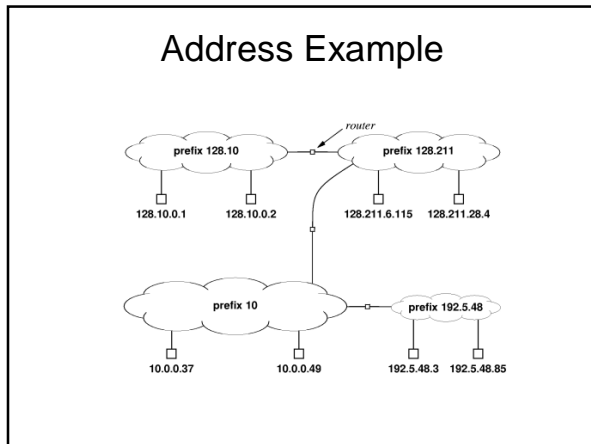 Address Example
router
prefix 128.10
prefix 128.211
128.10.0.1
128.10.0.2
128.211.6.115
128.211.28.4
prefix 10
prefix 192.5.48
10.0.0.37
10.0.0.49
192.5.48.3
192.5.48.85